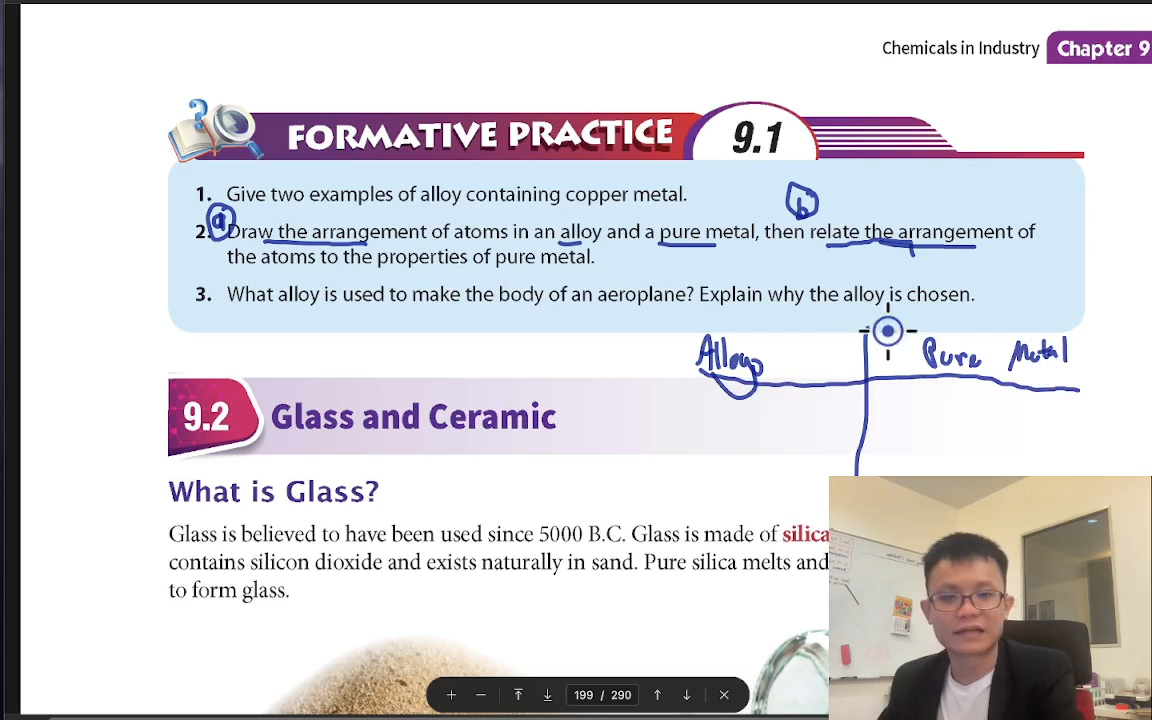 Chemicals in Industry Chapter 9
FORMATIVE PRACTICE 9.1
1. Give two examples of alloy containing copper metal.
b
a
2. Draw the arrangement of atoms in an alloy and a pure metal, then relate the arrangement of
the atoms to the properties of pure metal.
3. What alloy is used to make the body of an aeroplane? Explain why the alloy is chosen.
Alloy Pure Metal
9.2 Glass and Ceramic
What is Glass?
Glass is believed to have been used since 5000 B.C. Glass is made of silica
contains silicon dioxide and exists naturally in sand. Pure silica melts and
to form glass.
199 / 290